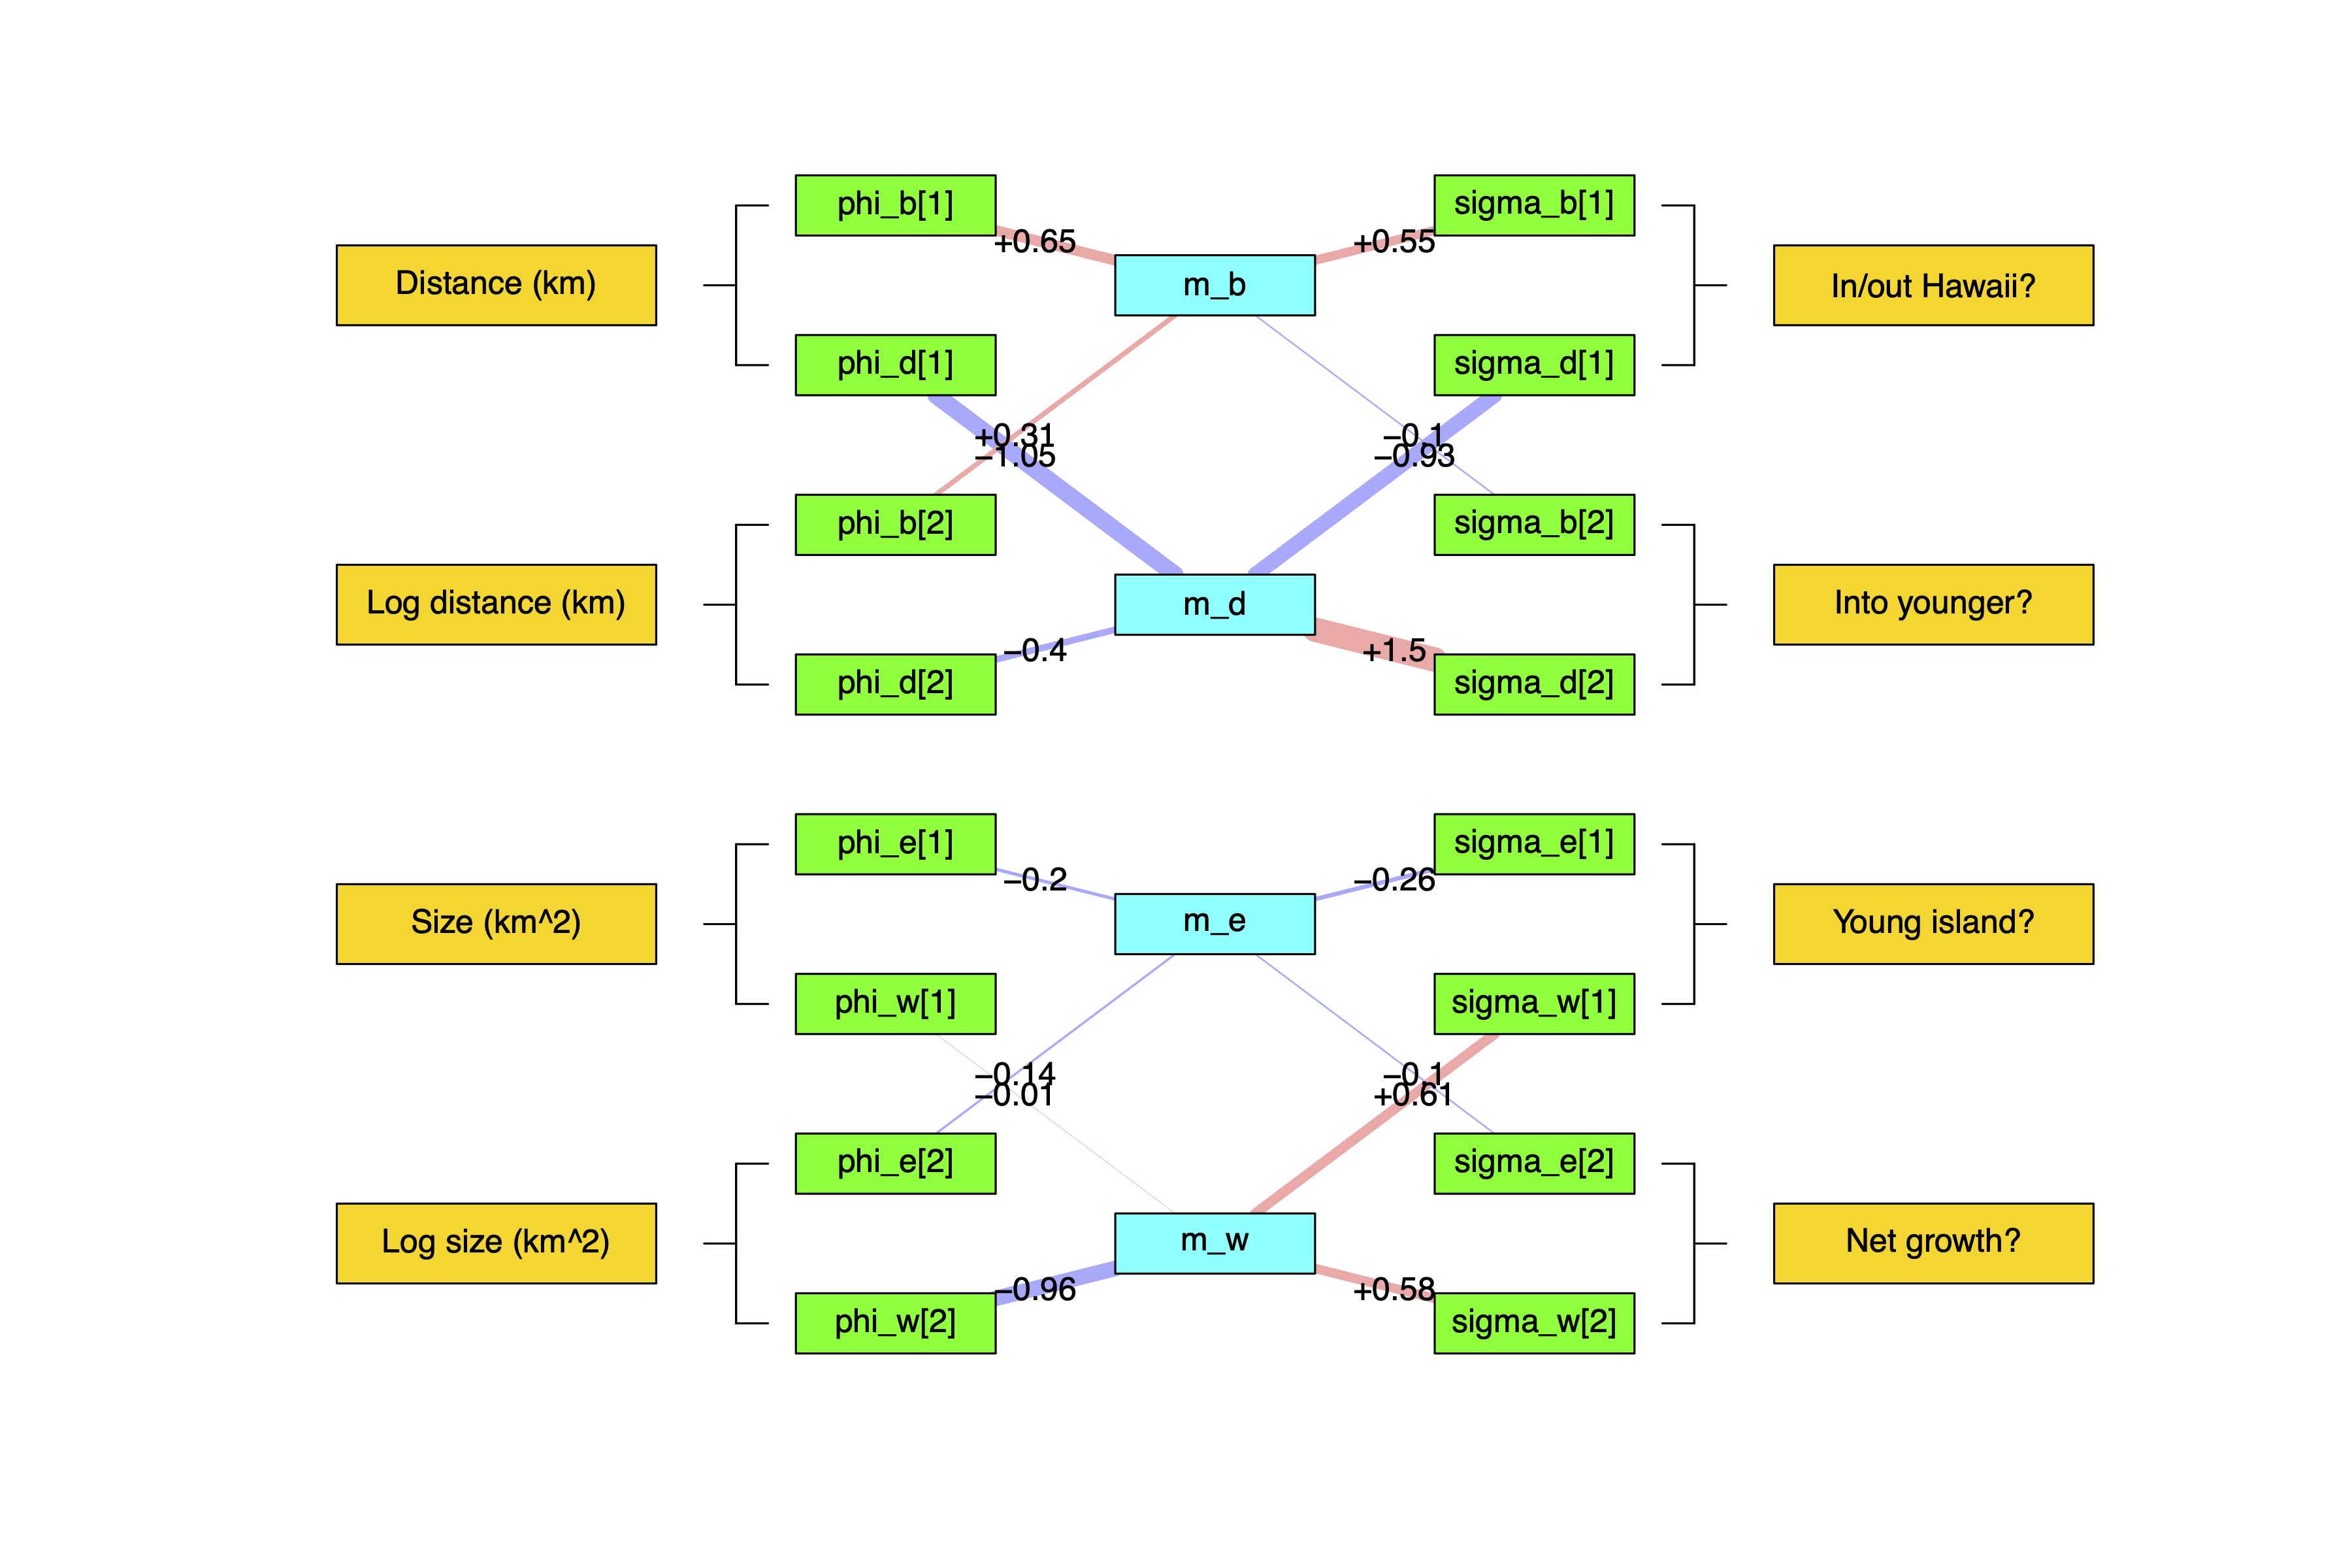 phi_b[1]
sigma_b[1]
+0.65
+0.55
Distance (km)
m_b
In/out Hawaii?
phi_d[1]
sigma_d[1]
+0.31
−0.1
−1.05
−0.93
phi_b[2]
sigma_b[2]
Log distance (km)
m_d
Into younger?
−0.4
+1.5
phi_d[2]
sigma_d[2]
phi_e[1]
sigma_e[1]
−0.2
−0.26
Size (km^2)
m_e
Young island?
phi_w[1]
sigma_w[1]
−0.14
−0.1
−0.01
+0.61
phi_e[2]
sigma_e[2]
Log size (km^2)
m_w
Net growth?
−0.96
+0.58
phi_w[2]
sigma_w[2]